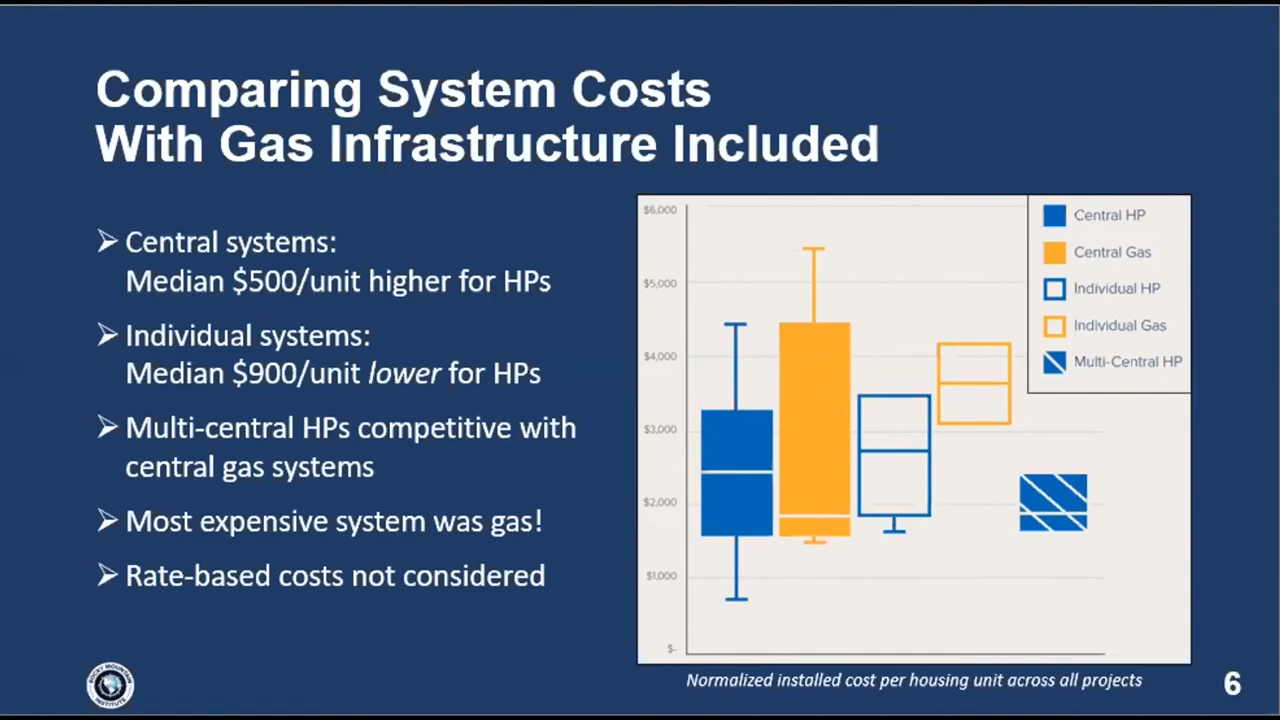 Comparing System Costs
With Gas Infrastructure Included
➢ Central systems:
Median $500/unit higher for HPs
➢ Individual systems:
Median $900/unit lower for HPs
➢ Multi-central HPs competitive with
central gas systems
➢ Most expensive system was gas!
➢ Rate-based costs not considered
$6,000
$5,000
$4,000
$3,000
$2,000
$1,000
$-
Central HP
Central Gas
Individual HP
Individual Gas
Multi-Central HP
Normalized installed cost per housing unit across all projects
ROCKY MOUNTAIN
INSTITUTE
6